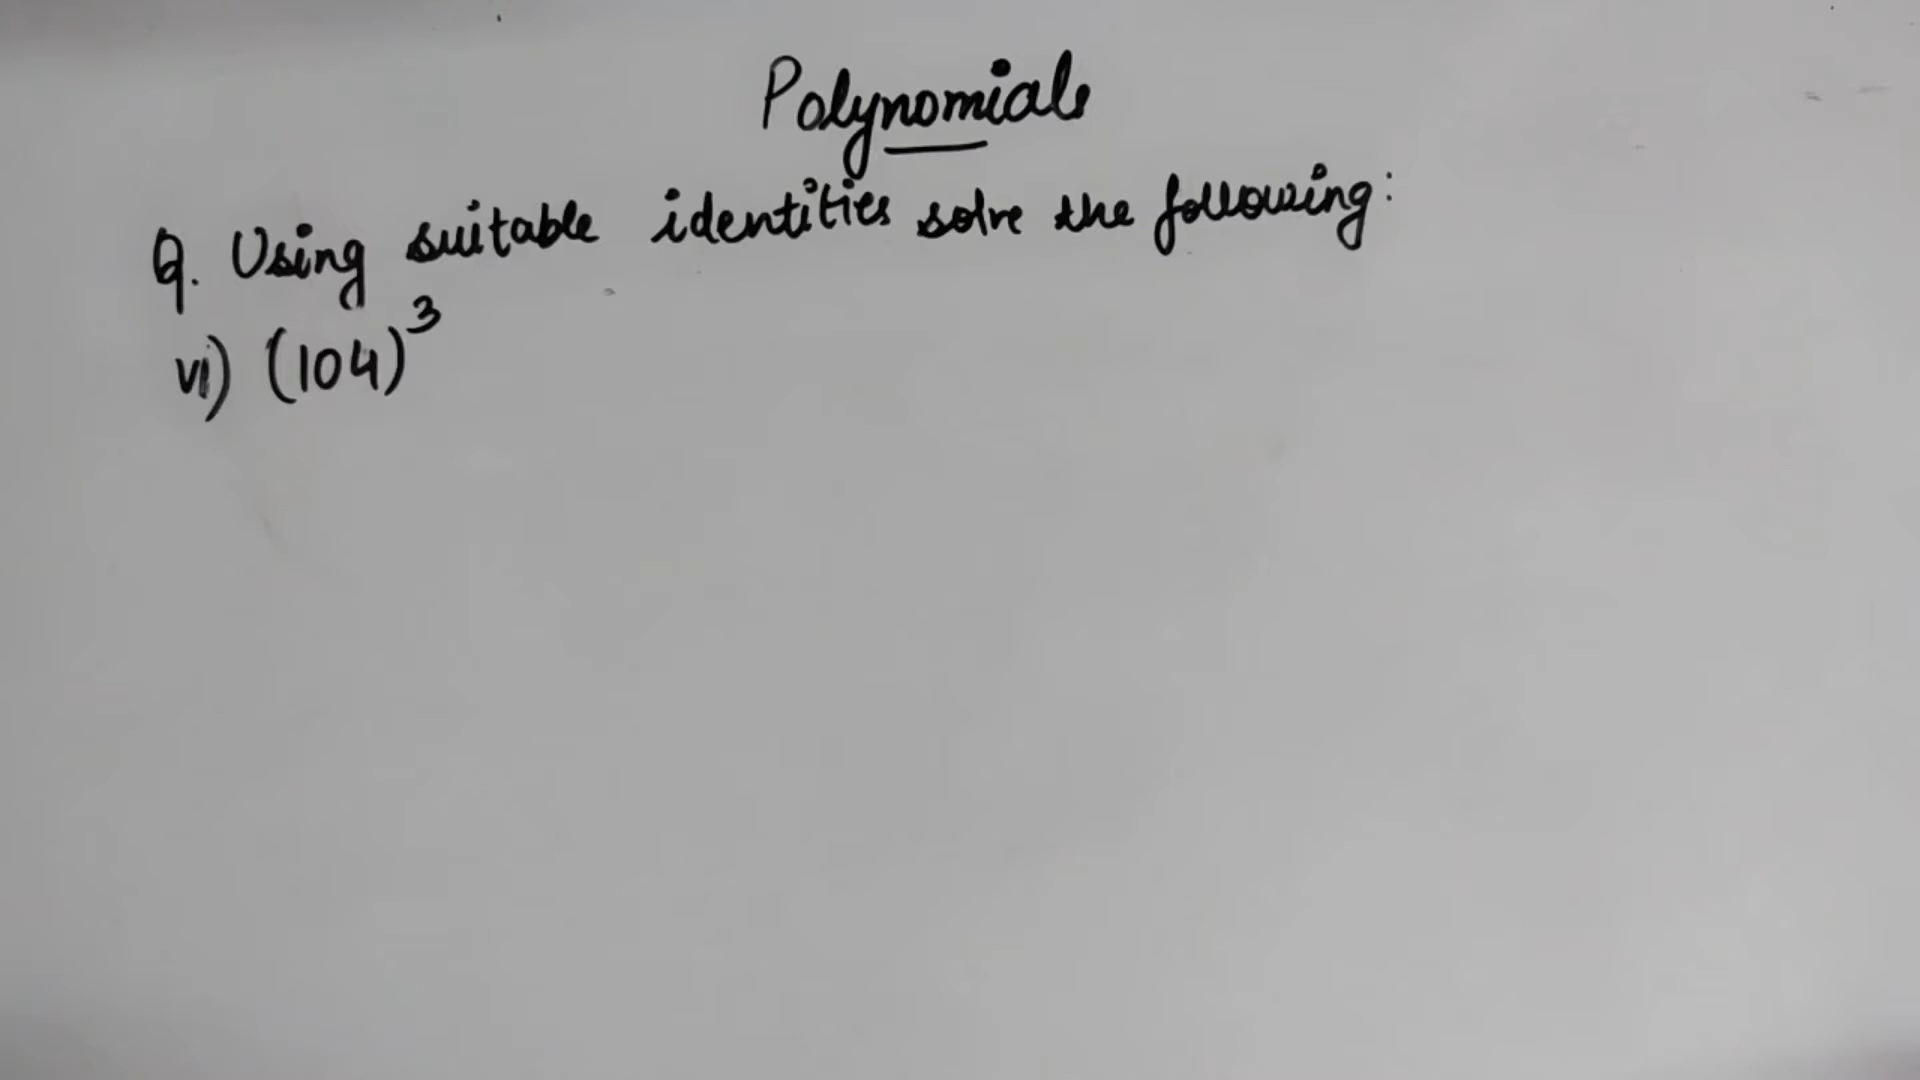 Polynomials
Q. Using suitable identities solve the following:
vi) (104)³